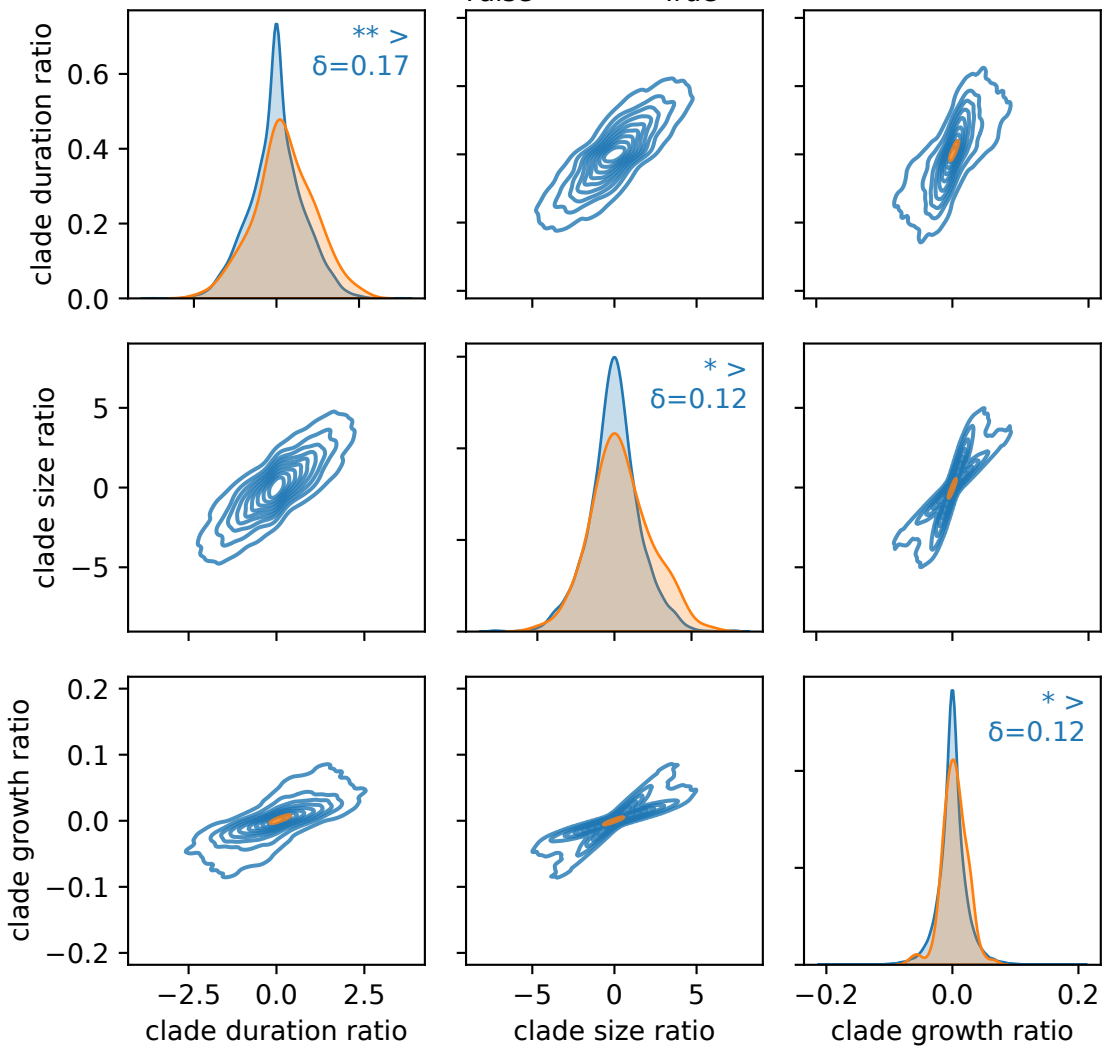 clade duration ratio
0.6
0.4
0.2
0.0
** >
δ=0.17
clade size ratio
5
0
−5
* >
δ=0.12
clade growth ratio
0.2
0.1
0.0
−0.1
−0.2
* >
δ=0.12
−2.5 0.0 2.5
−5 0 5
−0.2 0.0 0.2
clade duration ratio
clade size ratio
clade growth ratio